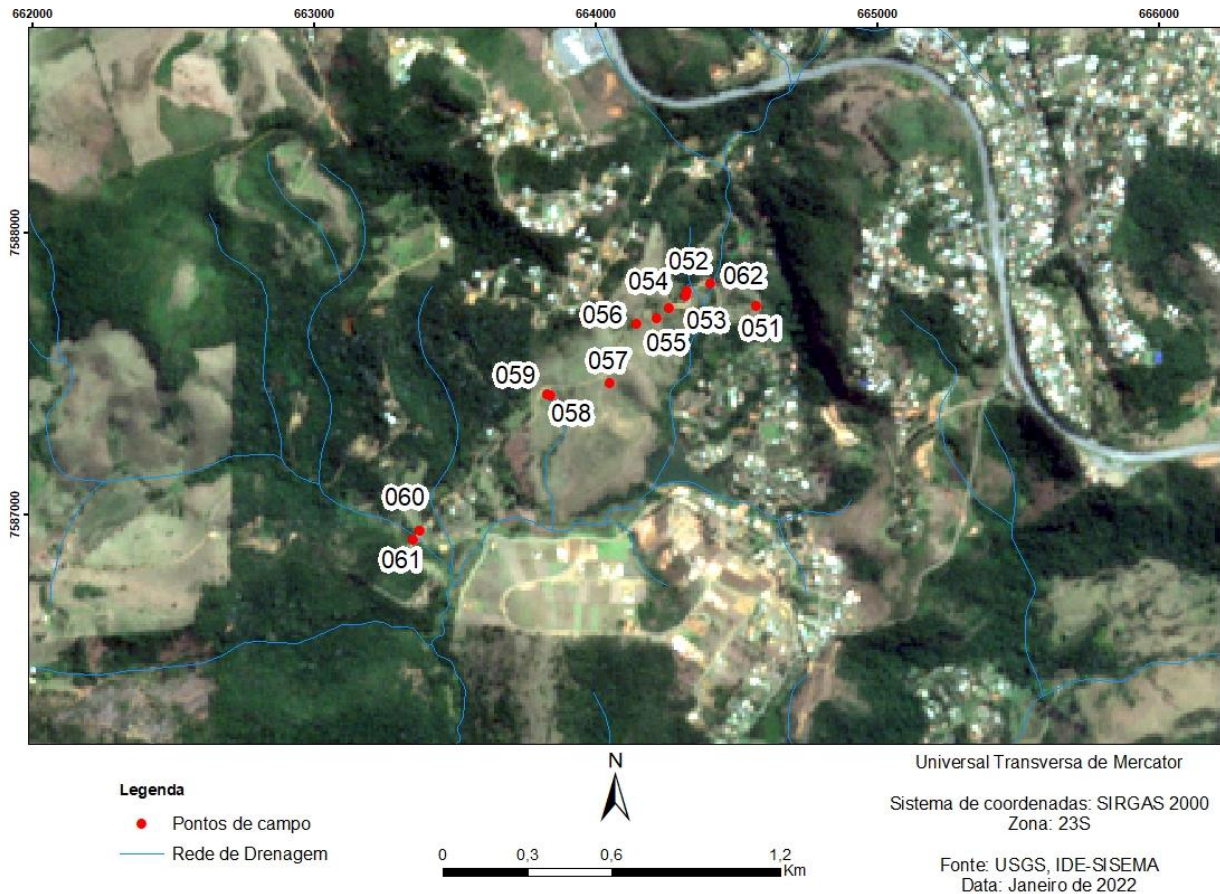 662000 663000 664000 665000 666000
7588000
7587000
052
054
062
056
053
051
055
057
059
058
060
061
N
Legenda
Pontos de campo
Rede de Drenagem
0 0,3 0,6 1,2
Km
Universal Transversa de Mercator
Sistema de coordenadas: SIRGAS 2000
Zona: 23S
Fonte: USGS, IDE-SISEMA
Data: Janeiro de 2022